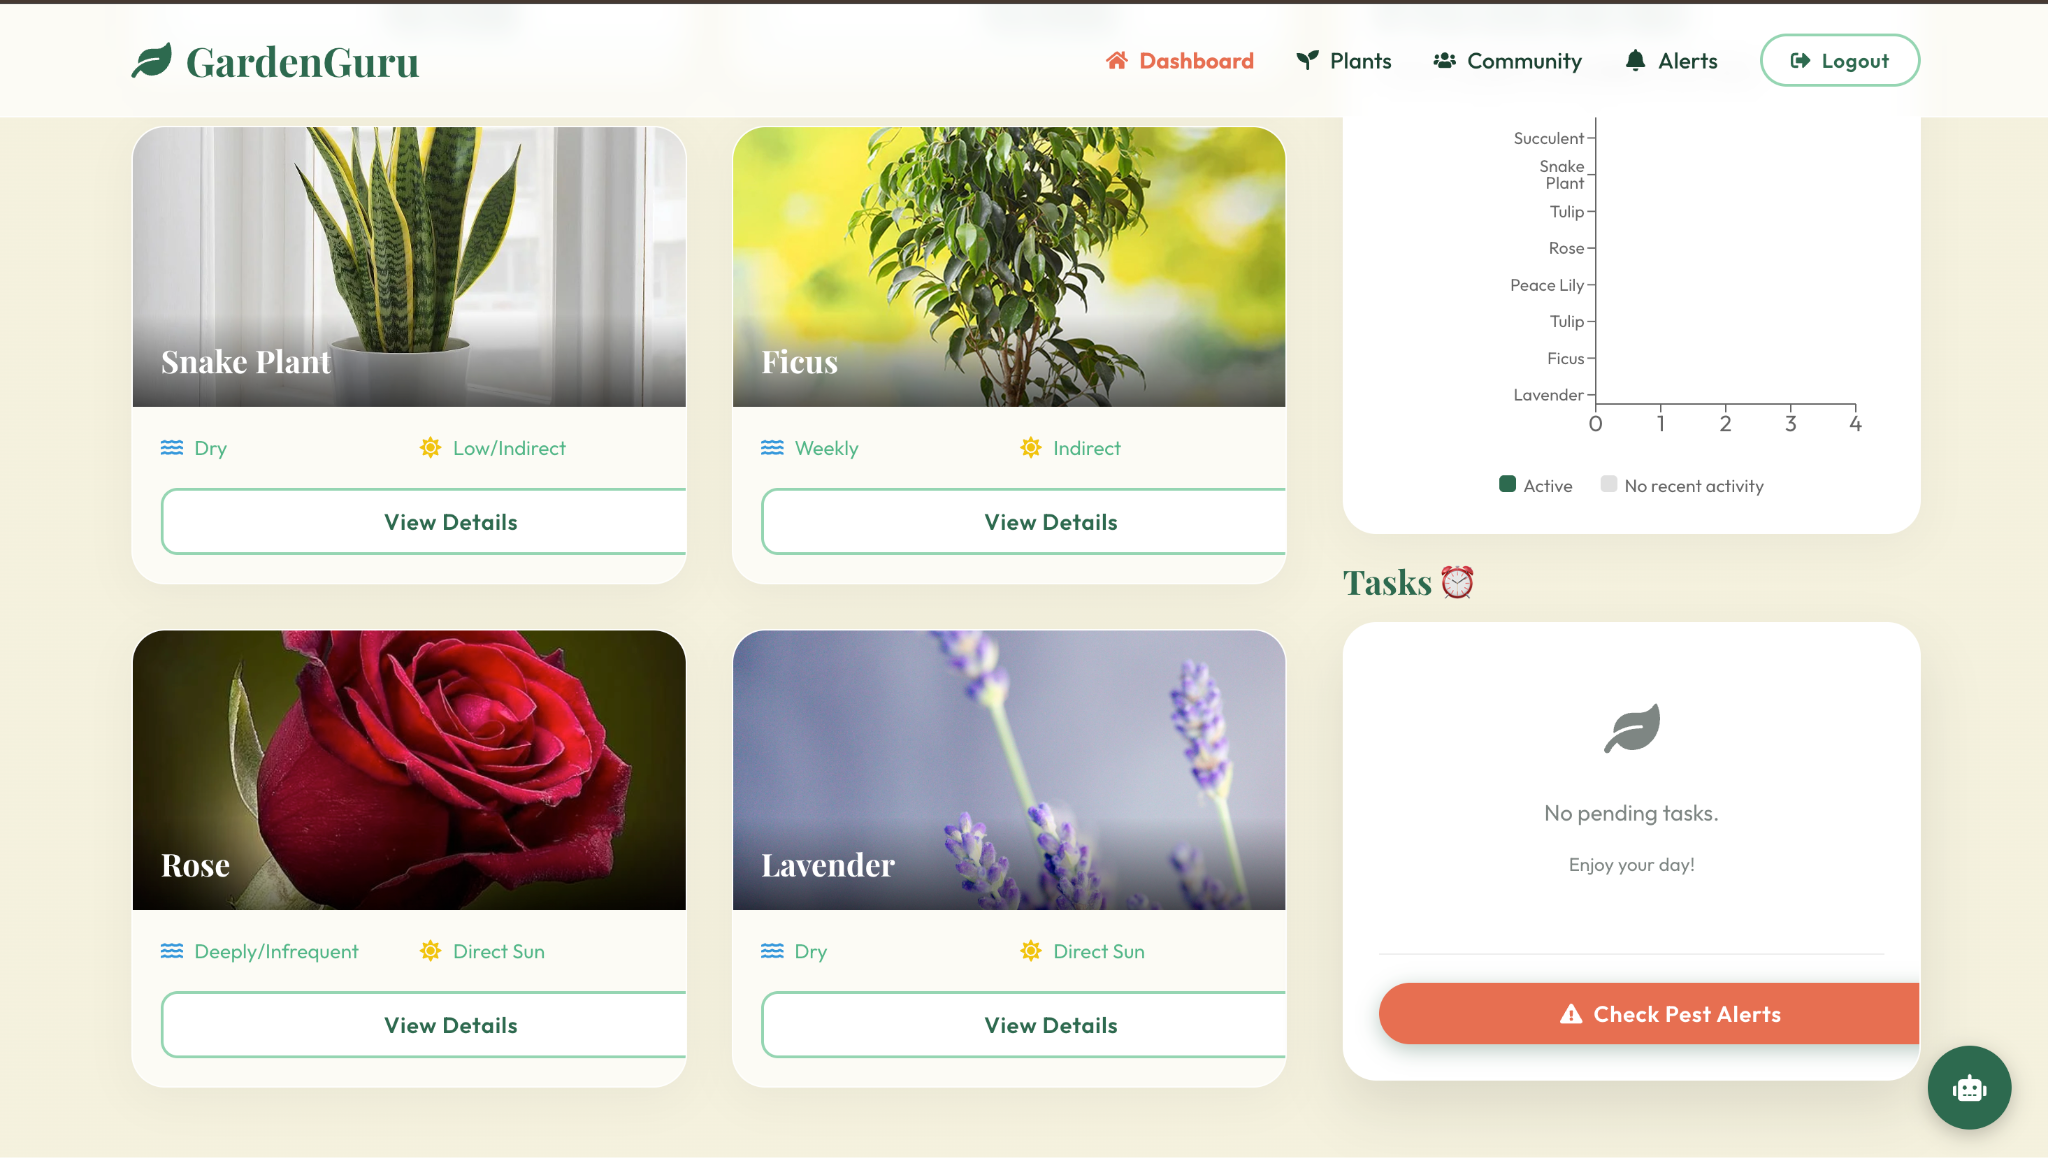 GardenGuru
Dashboard
Plants
Community
Alerts
Logout
Snake Plant
Dry
Low/Indirect
View Details
Ficus
Weekly
Indirect
View Details
Rose
Deeply/Infrequent
Direct Sun
View Details
Lavender
Dry
Direct Sun
View Details
Succulent
Snake
Plant
Tulip
Rose
Peace Lily
Tulip
Ficus
Lavender
0 1 2 3 4
Active
No recent activity
Tasks ⏰
No pending tasks.
Enjoy your day!
Check Pest Alerts